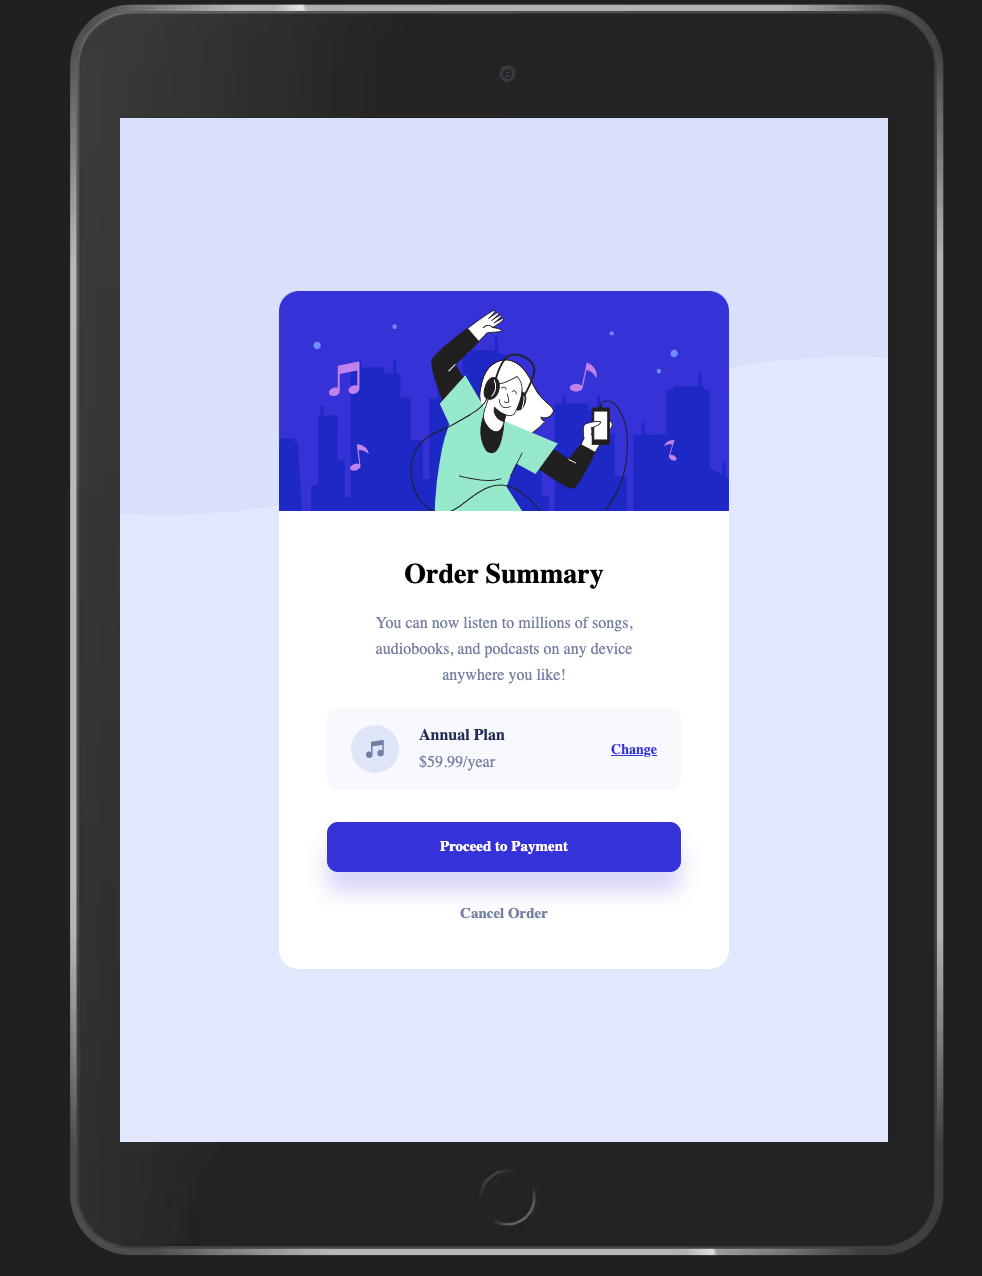 Order Summary
You can now listen to millions of songs,
audiobooks, and podcasts on any device
anywhere you like!
Annual Plan
$59.99/year
Change
Proceed to Payment
Cancel Order